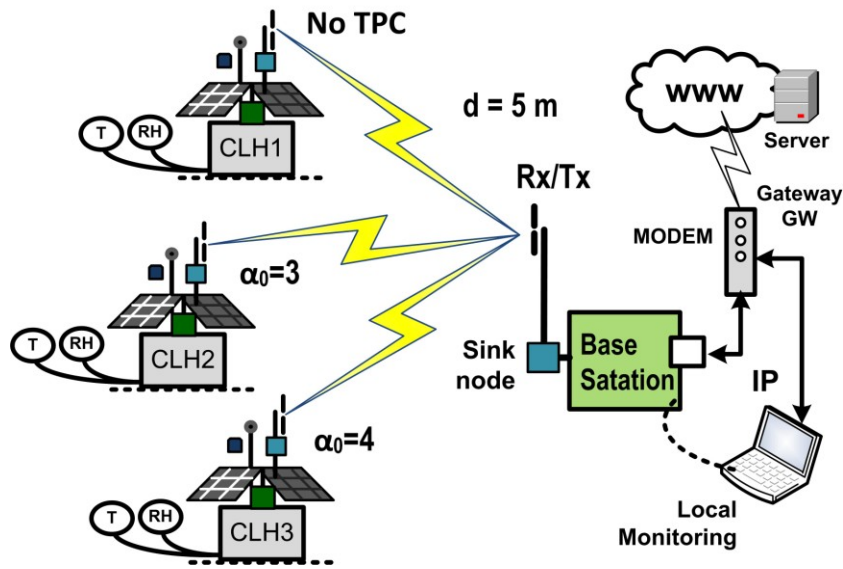 No TPC
T
RH
CLH1
d = 5 m
www
Server
Rx/Tx
Gateway
GW
MODEM
α₀=3
T
RH
CLH2
Sink
node
Base
Satation
IP
α₀=4
T
RH
CLH3
Local
Monitoring